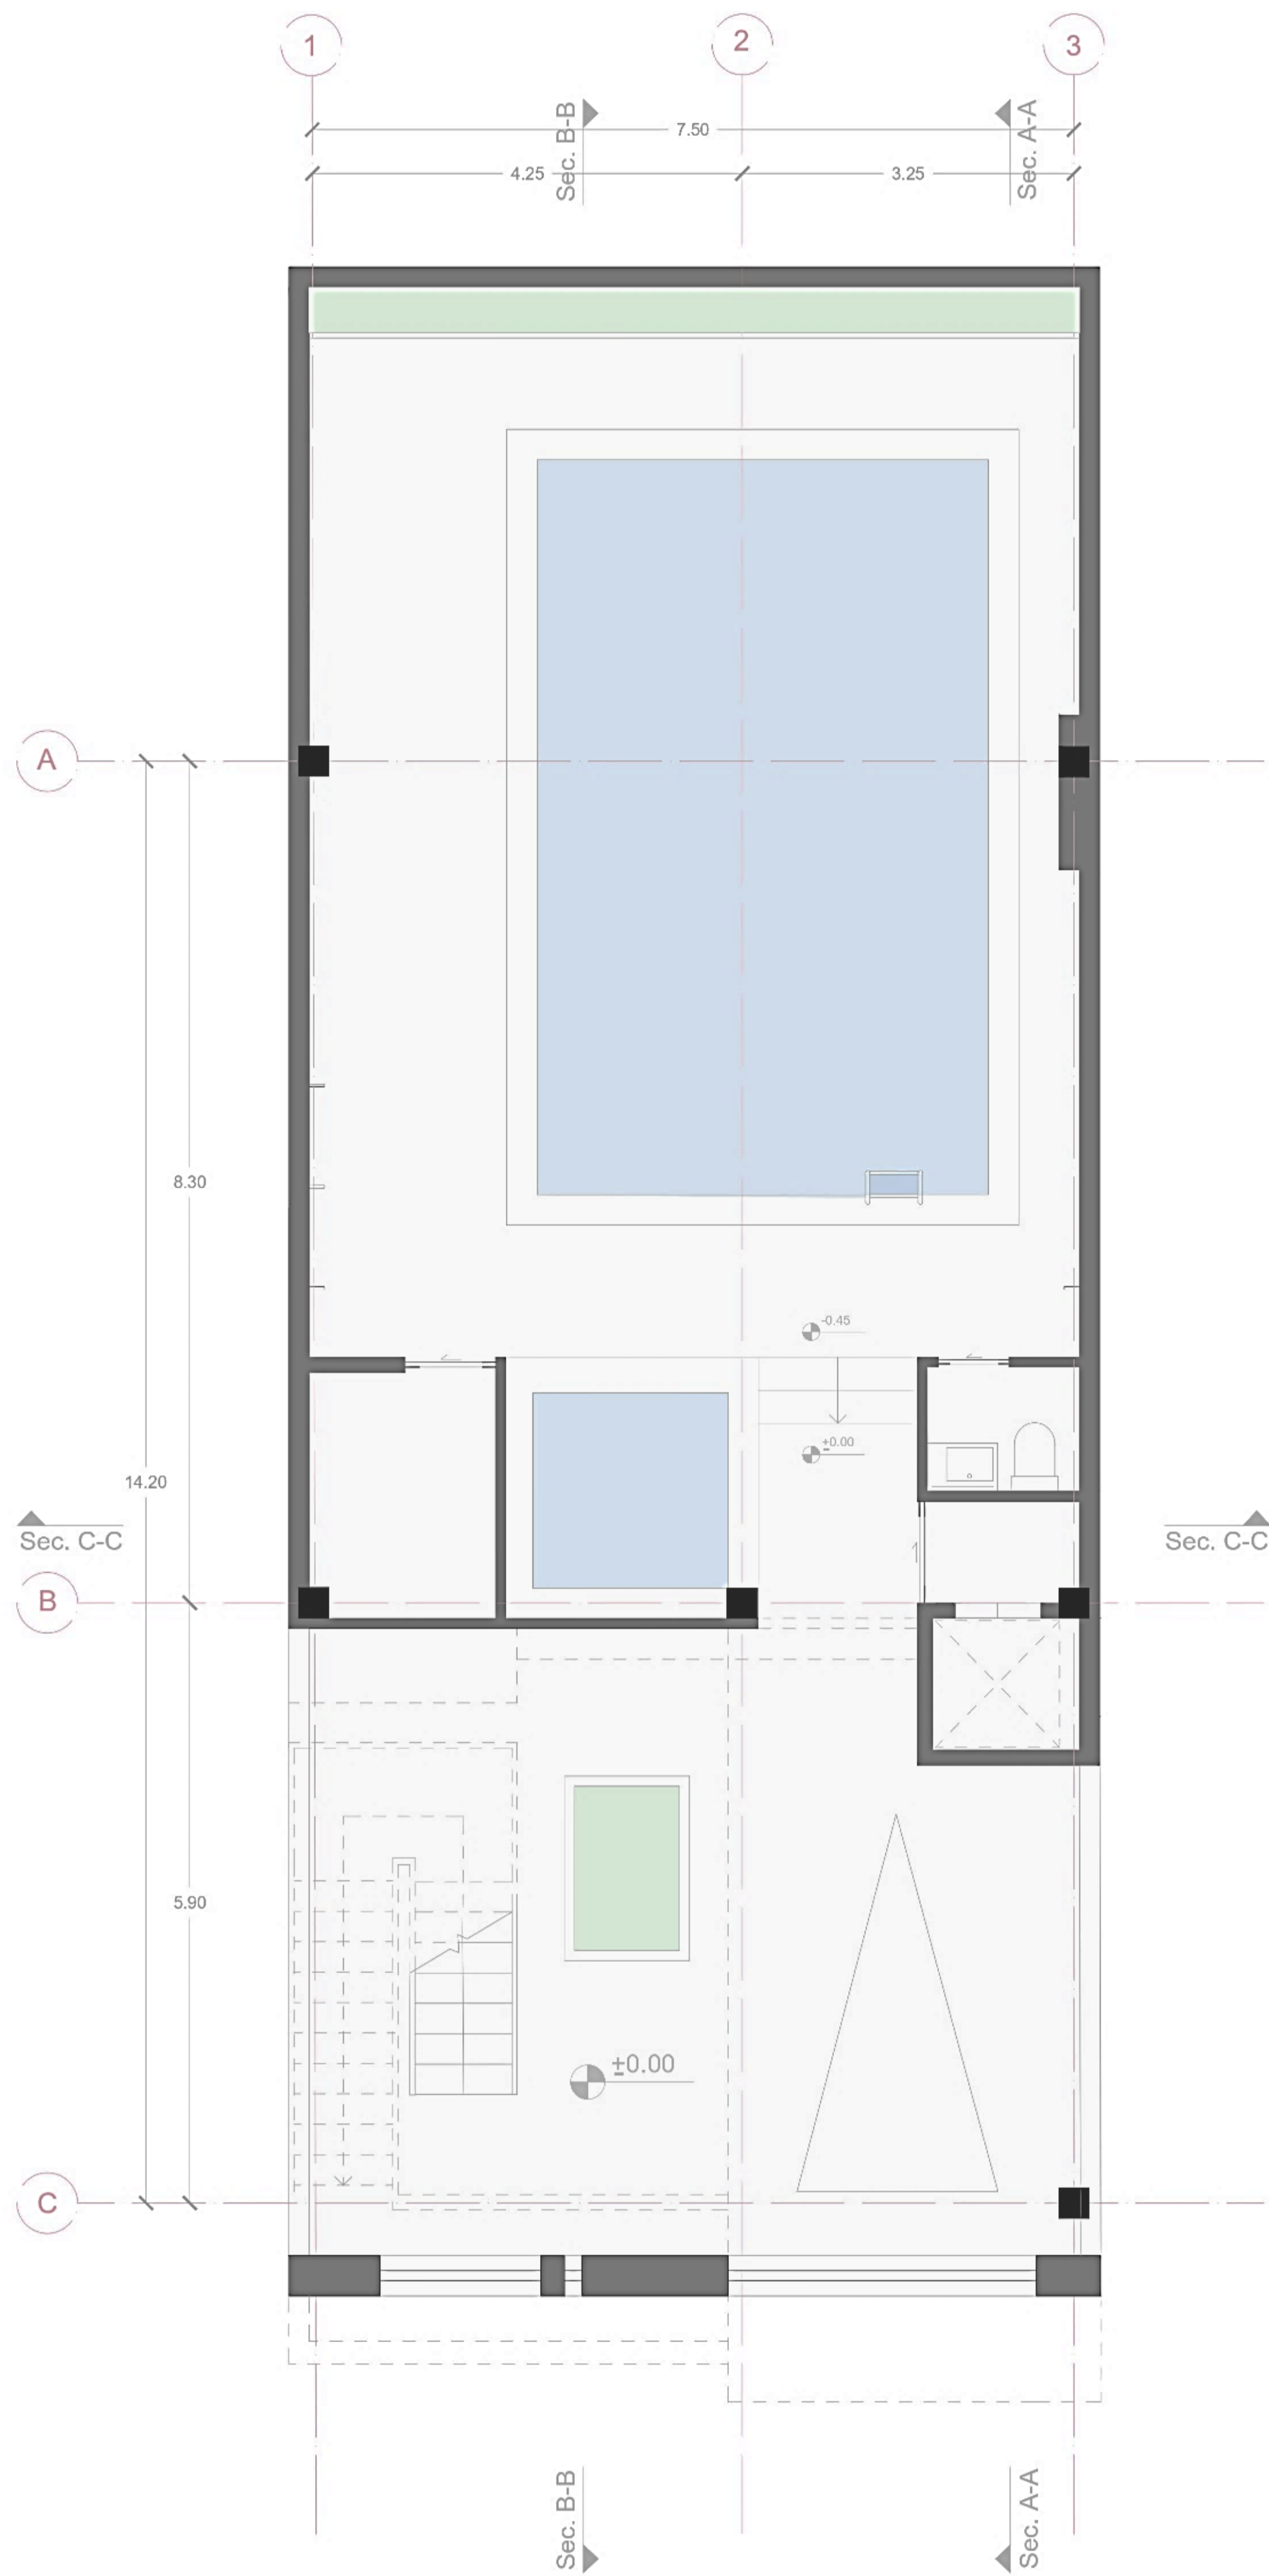 1
2
3
Sec. B-B
7.50
Sec. A-A
4.25
3.25
A
8.30
-0.45
±0.00
14.20
Sec. C-C
Sec. C-C
B
5.90
±0.00
C
Sec. B-B
Sec. A-A